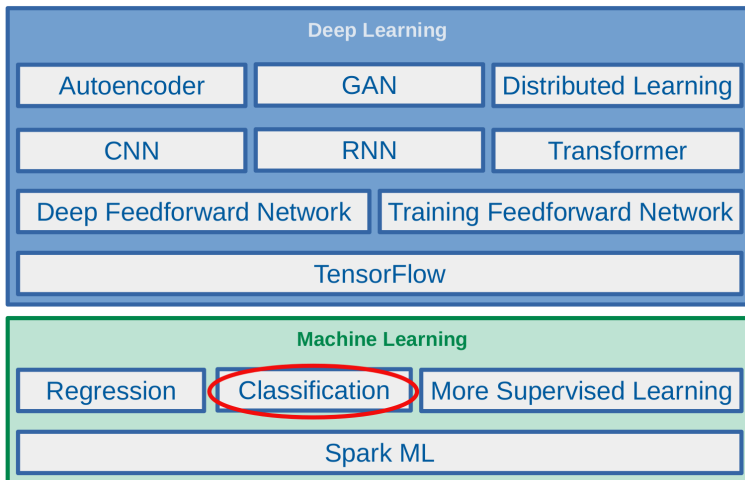 Deep Learning
Autoencoder GAN Distributed Learning
CNN RNN Transformer
Deep Feedforward Network Training Feedforward Network
TensorFlow
Machine Learning
Regression Classification More Supervised Learning
Spark ML